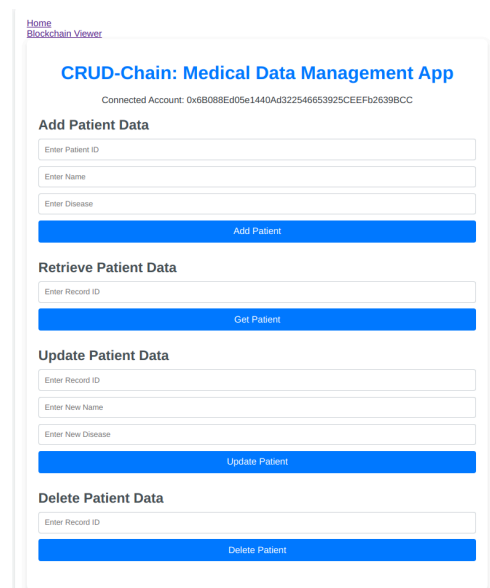 Home
Blockchain Viewer
CRUD-Chain: Medical Data Management App
Connected Account: 0x6B088Ed05e1440Ad322546653925CEEFb2639BCC
Add Patient Data
Enter Patient ID
Enter Name
Enter Disease
Add Patient
Retrieve Patient Data
Enter Record ID
Get Patient
Update Patient Data
Enter Record ID
Enter New Name
Enter New Disease
Update Patient
Delete Patient Data
Enter Record ID
Delete Patient